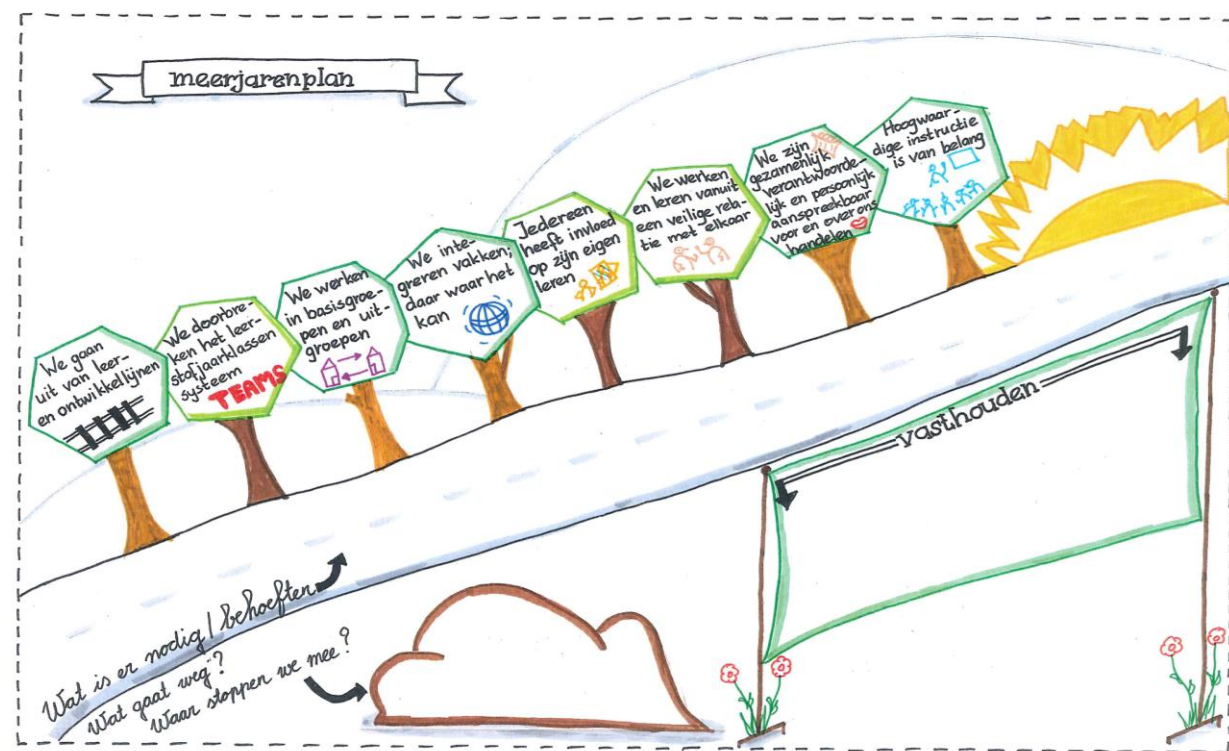 meerjarenplan
We gaan
uit van leer-
en ontwikkellijnen
We doorbre-
ken het leer-
stofjaarklassen
systeem
TEAMS
We werken
in basisgroe-
pen en uit-
groepen
We inte-
greren vakken,
daar waar het
kan
Iedereen
heeft invloed
op zijn eigen
leren
We werken
en leren vanuit
een veilige rela-
tie met elkaar
We zijn
gezamenlijk
verantwoorde-
lijk en persoonlijk
aanspreekbaar
voor en over ons
handelen
Hoogwaar-
dige instructie
is van belang
vasthouden
Wat is er nodig / behoeften
Wat gaat weg?
Waar stoppen we mee?